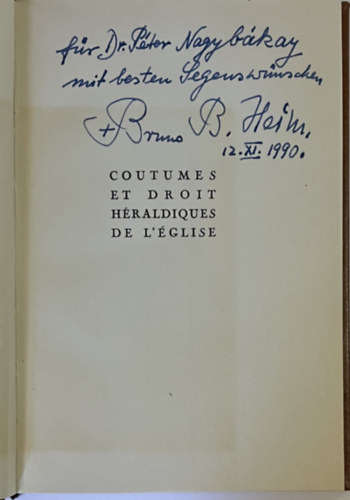 für Dr. Péter Nagybákay
mit besten Segenswünschen
+ Bruno B. Heim.
12. XI. 1990.
COUTUMES
ET DROIT
HÉRALDIQUES
DE L'ÉGLISE